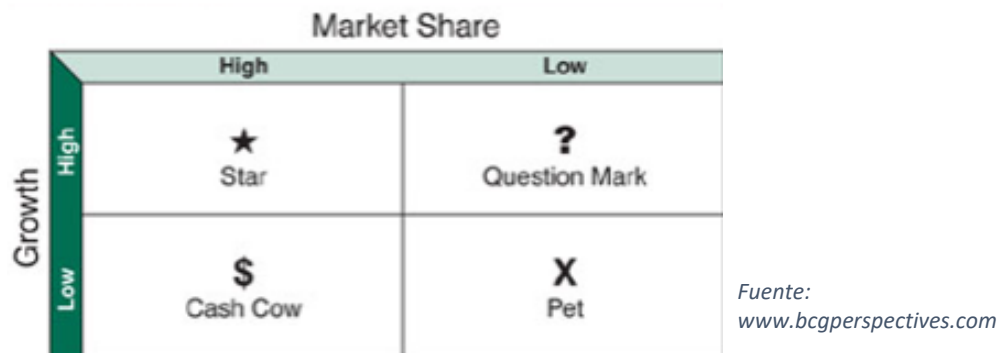 Market Share
High Low
★ ?
Star Question Mark
Growth
High
Low
$ X
Cash Cow Pet
Fuente:
www.bcgperspectives.com